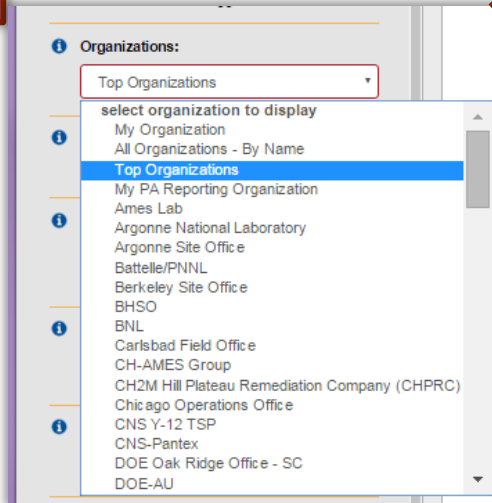 Organizations:
Top Organizations
select organization to display
My Organization
All Organizations - By Name
Top Organizations
My PA Reporting Organization
Ames Lab
Argonne National Laboratory
Argonne Site Office
Battelle/PNNL
Berkeley Site Office
BHSO
BNL
Carlsbad Field Office
CH-AMES Group
CH2M Hill Plateau Remediation Company (CHPRC)
Chicago Operations Office
CNS Y-12 TSP
CNS-Pantex
DOE Oak Ridge Office - SC
DOE-AU